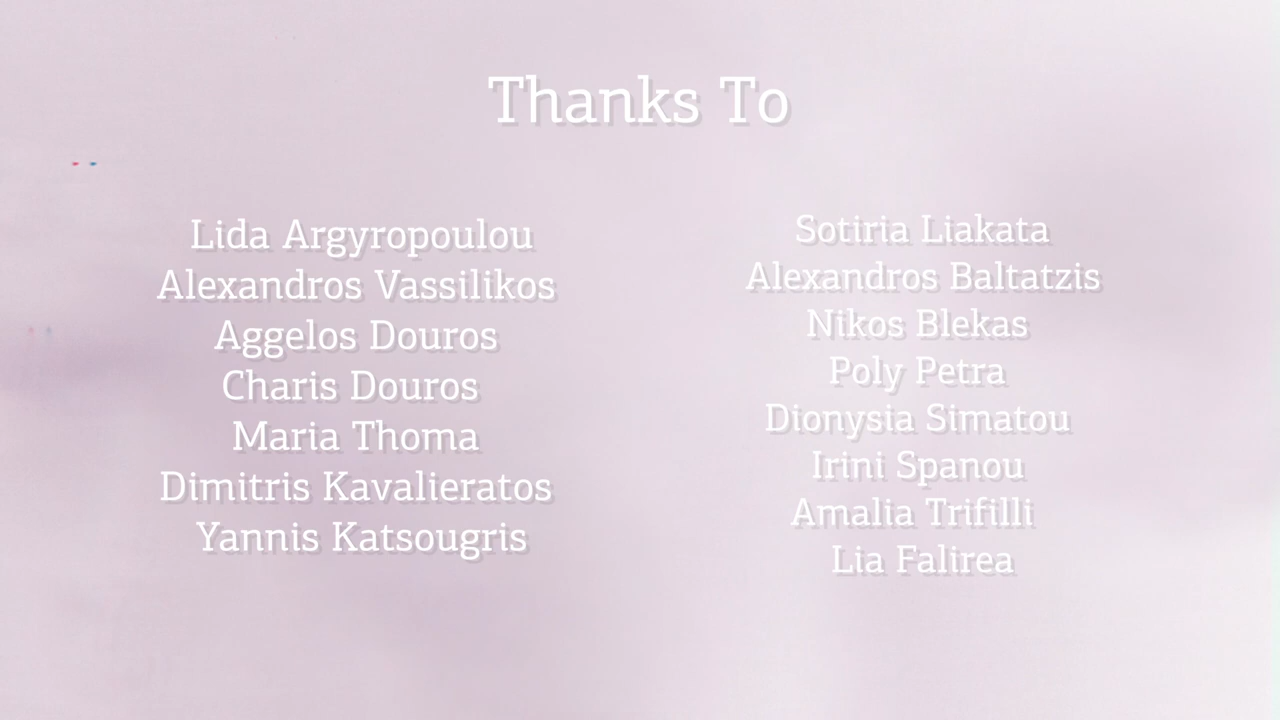 Thanks To
Lida Argyropoulou
Alexandros Vassilikos
Aggelos Douros
Charis Douros
Maria Thoma
Dimitris Kavalieratos
Yannis Katsougris
Sotiria Liakata
Alexandros Baltatzis
Nikos Blekas
Poly Petra
Dionysia Simatou
Irini Spanou
Amalia Trifilli
Lia Falirea